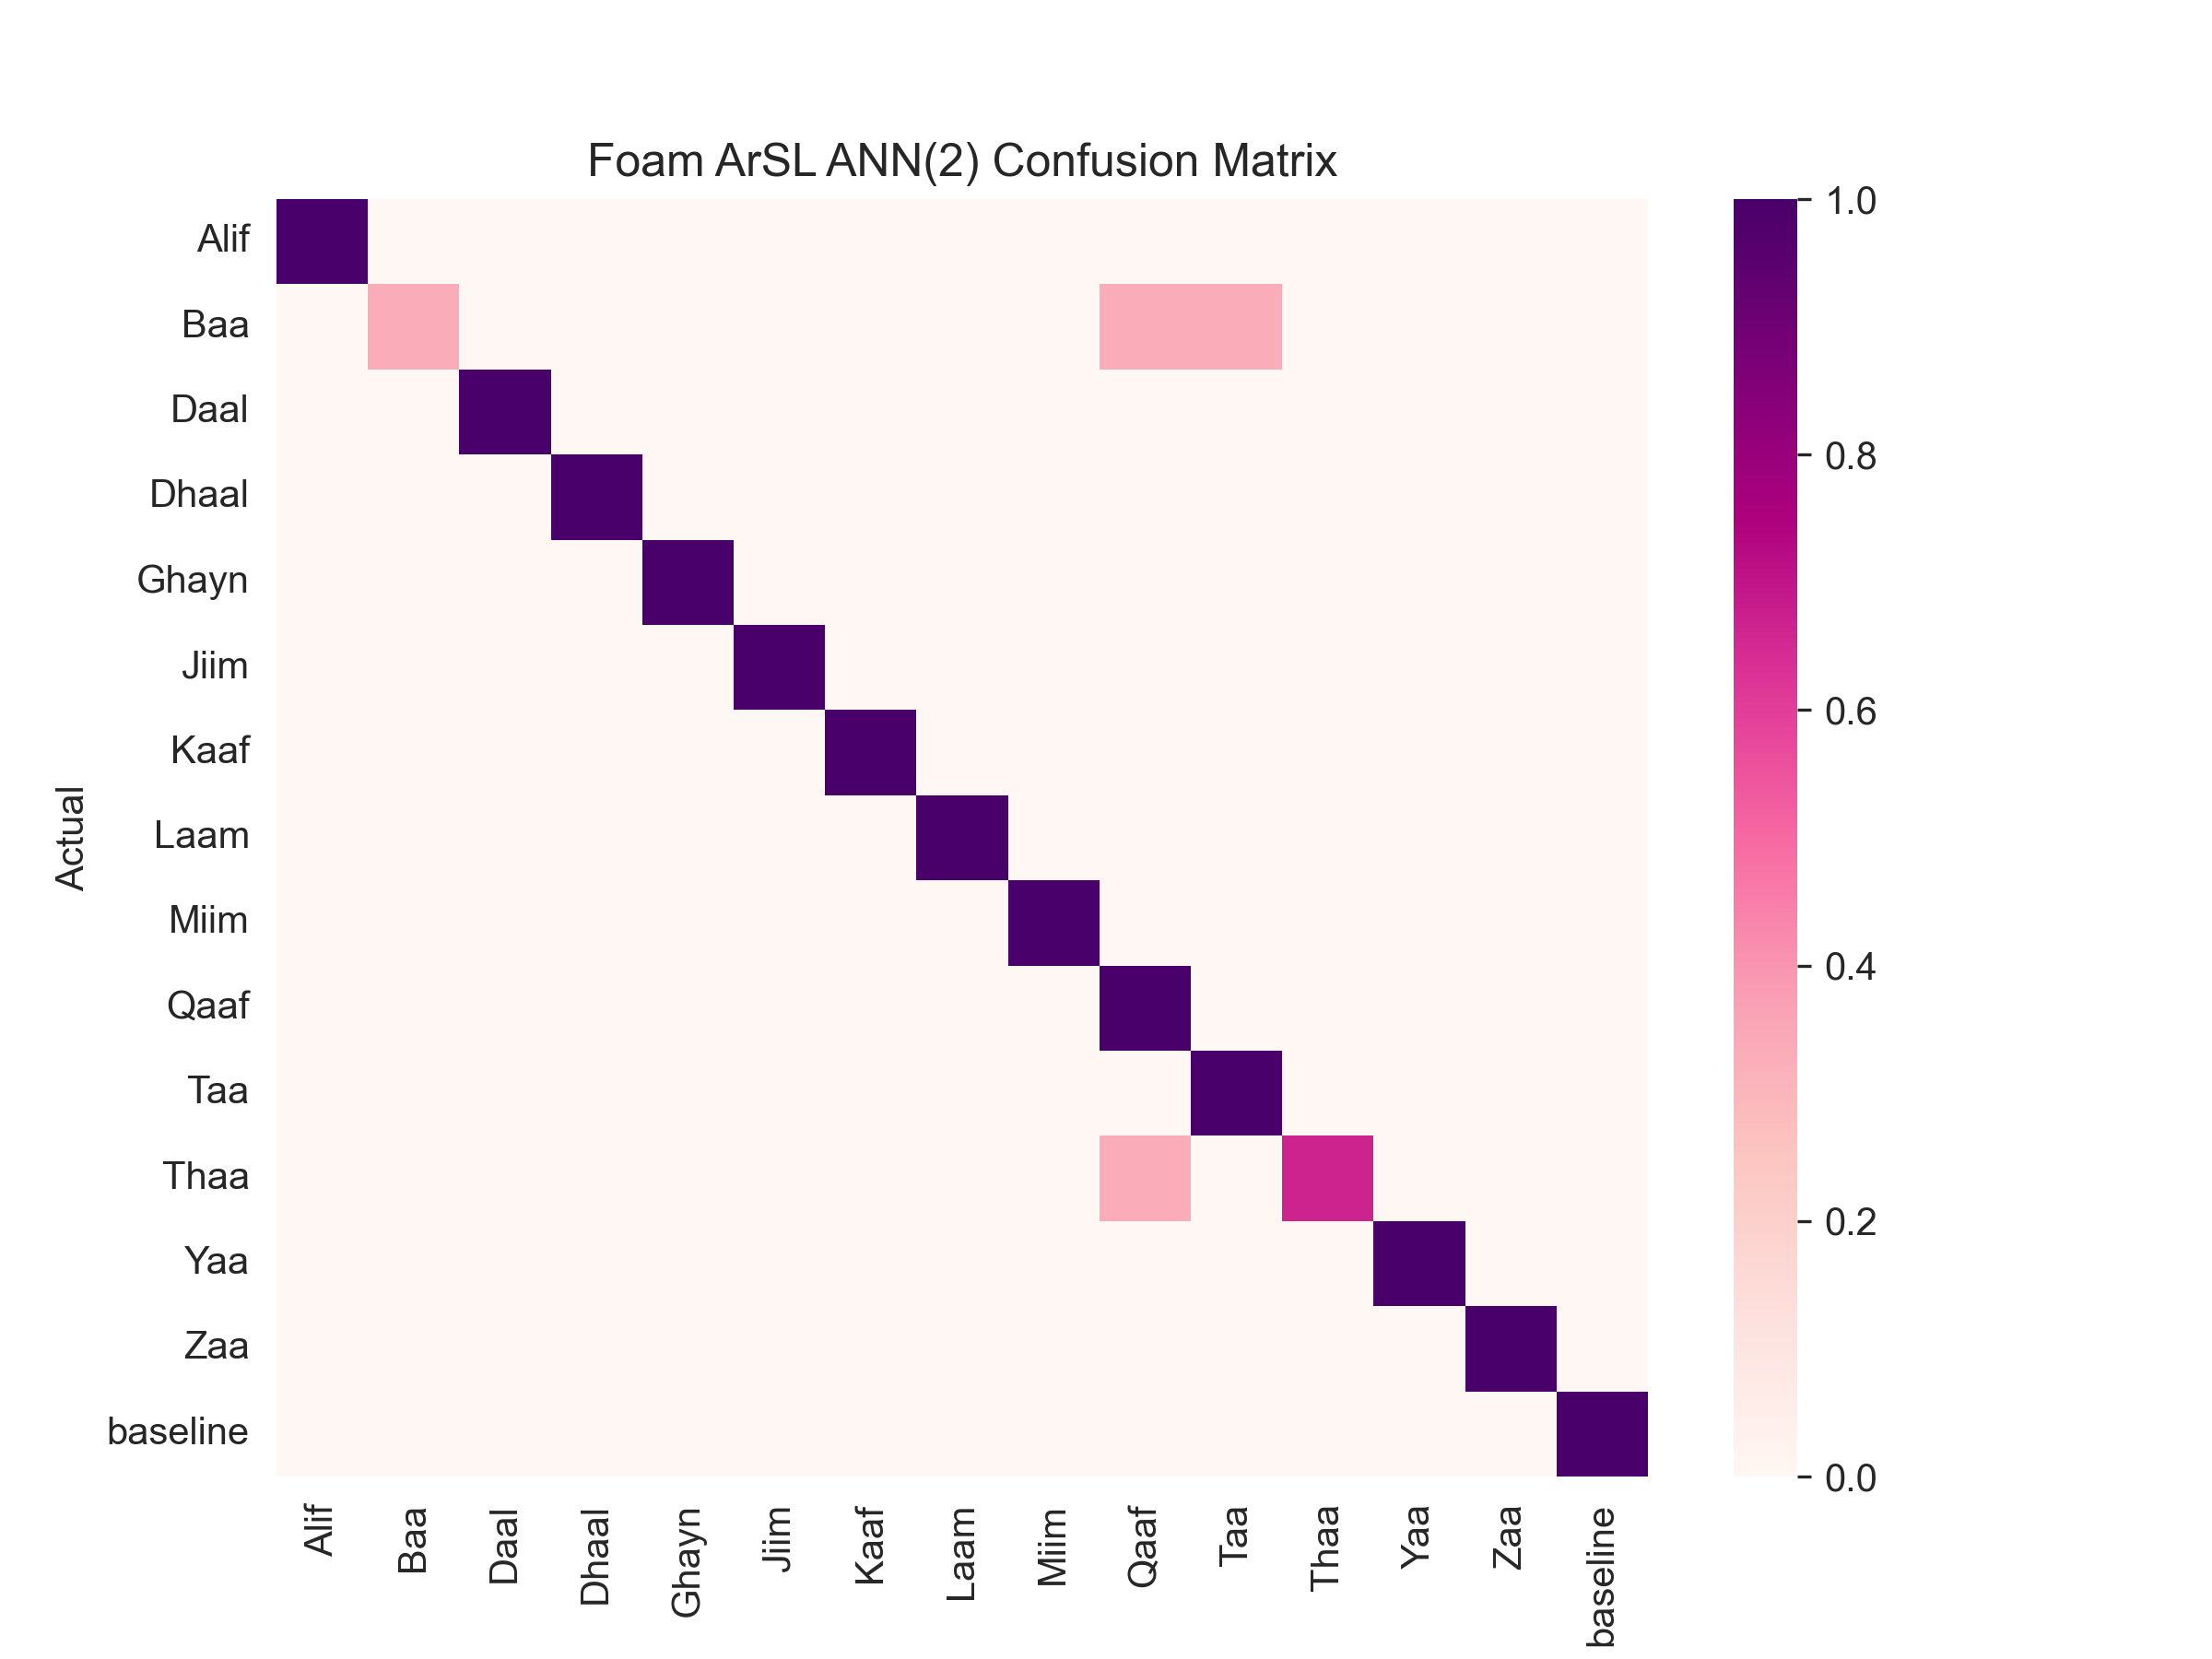 Foam ArSL ANN(2) Confusion Matrix
Actual
Alif
Baa
Daal
Dhaal
Ghayn
Jiim
Kaaf
Laam
Miim
Qaaf
Taa
Thaa
Yaa
Zaa
baseline
Alif
Baa
Daal
Dhaal
Ghayn
Jiim
Kaaf
Laam
Miim
Qaaf
Taa
Thaa
Yaa
Zaa
baseline
1.0
0.8
0.6
0.4
0.2
0.0